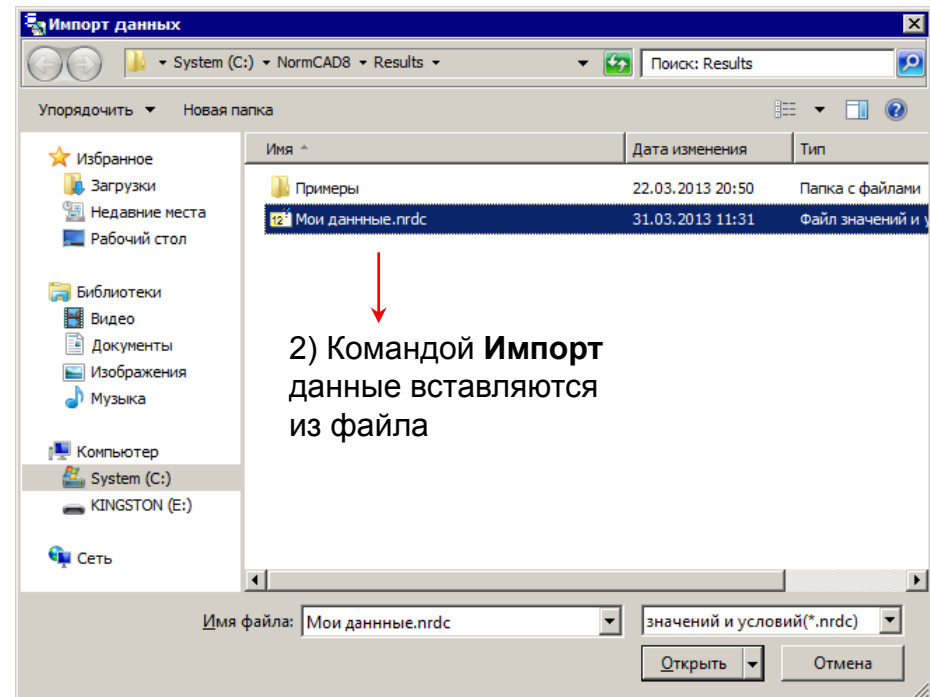 Импорт данных
System (C:) NormCAD8 Results Поиск: Results
Упорядочить Новая папка
Имя Дата изменения Тип
Примеры 22.03.2013 20:50 Папка с файлами
Мои даннные.nrdc 31.03.2013 11:31 Файл значений и у
Избранное
Загрузки
Недавние места
Рабочий стол
Библиотеки
Видео
Документы
Изображения
Музыка
Компьютер
System (C:)
KINGSTON (E:)
Сеть
2) Командой Импорт
данные вставляются
из файла
Имя файла: Мои даннные.nrdc значений и условий(*.nrdc)
Открыть Отмена